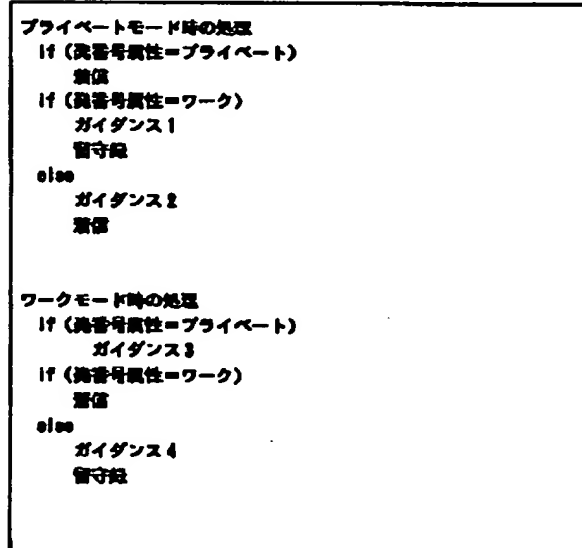 プライベートモード時の処理
if (発番号属性=プライベート)
着信
if (発番号属性=ワーク)
ガイダンス1
留守録
else
ガイダンス2
着信
ワークモード時の処理
if (発番号属性=プライベート)
ガイダンス3
if (発番号属性=ワーク)
着信
else
ガイダンス4
留守録